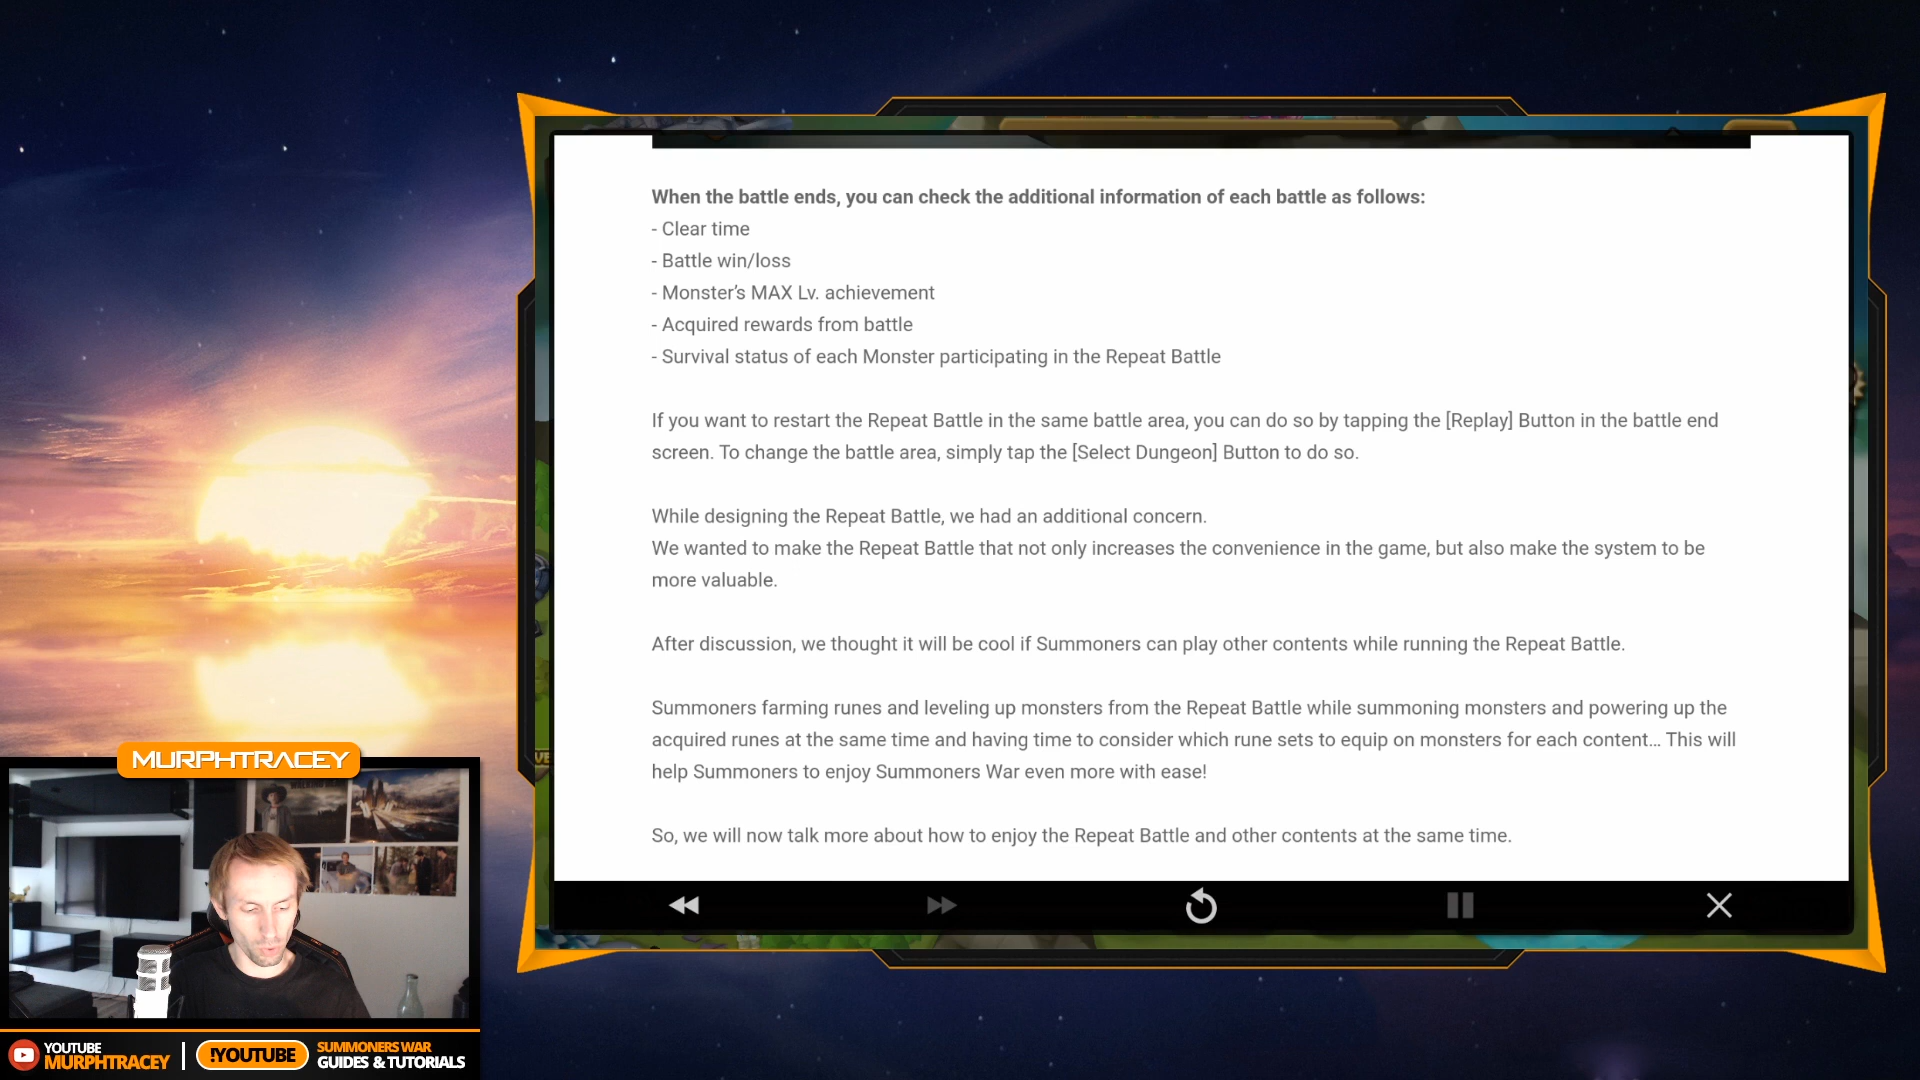 When the battle ends, you can check the additional information of each battle as follows:
- Clear time
- Battle win/loss
- Monster’s MAX Lv. achievement
- Acquired rewards from battle
- Survival status of each Monster participating in the Repeat Battle
If you want to restart the Repeat Battle in the same battle area, you can do so by tapping the [Replay] Button in the battle end
screen. To change the battle area, simply tap the [Select Dungeon] Button to do so.
While designing the Repeat Battle, we had an additional concern.
We wanted to make the Repeat Battle that not only increases the convenience in the game, but also make the system to be
more valuable.
After discussion, we thought it will be cool if Summoners can play other contents while running the Repeat Battle.
Summoners farming runes and leveling up monsters from the Repeat Battle while summoning monsters and powering up the
acquired runes at the same time and having time to consider which rune sets to equip on monsters for each content... This will
help Summoners to enjoy Summoners War even more with ease!
So, we will now talk more about how to enjoy the Repeat Battle and other contents at the same time.
MURPHTRACEY
YOUTUBE
MURPHTRACEY
!YOUTUBE
SUMMONERS WAR
GUIDES & TUTORIALS